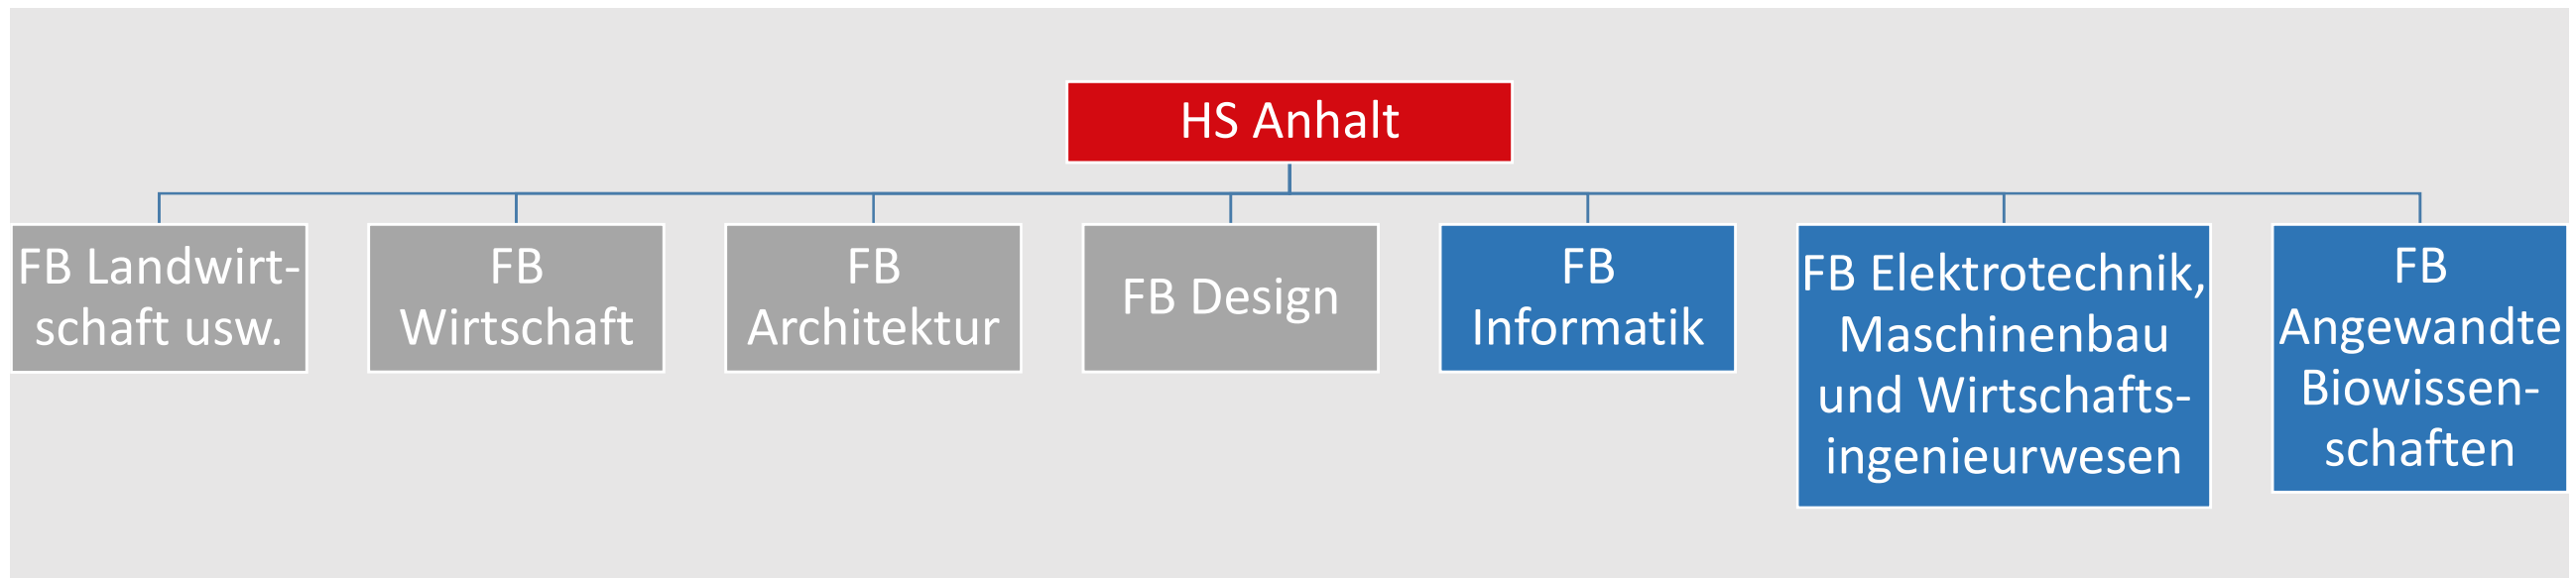 HS Anhalt
FB Landwirt-
schaft usw.
FB
Wirtschaft
FB
Architektur
FB Design
FB
Informatik
FB Elektrotechnik,
Maschinenbau
und Wirtschafts-
ingenieurwesen
FB
Angewandte
Biowissen-
schaften